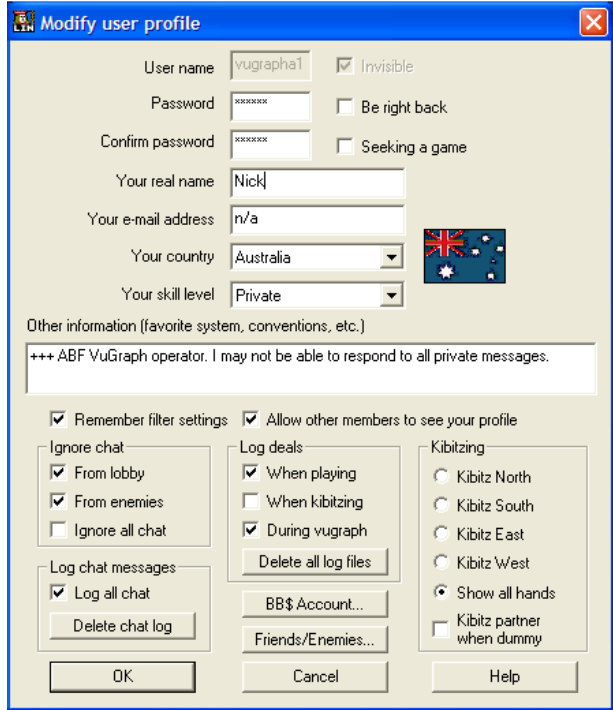 LIN Modify user profile
User name vugrapha1 Invisible
Password xxxxxx Be right back
Confirm password xxxxxx Seeking a game
Your real name Nick
Your e-mail address n/a
Your country Australia
Your skill level Private
Other information (favorite system, conventions, etc.)
+++ ABF VuGraph operator. I may not be able to respond to all private messages.
Remember filter settings Allow other members to see your profile
Ignore chat
From lobby
From enemies
Ignore all chat
Log chat messages
Log all chat
Delete chat log
Log deals
When playing
When kibitzing
During vugraph
Delete all log files
BB$ Account...
Friends/Enemies...
Kibitzing
Kibitz North
Kibitz South
Kibitz East
Kibitz West
Show all hands
Kibitz partner
when dummy
OK Cancel Help